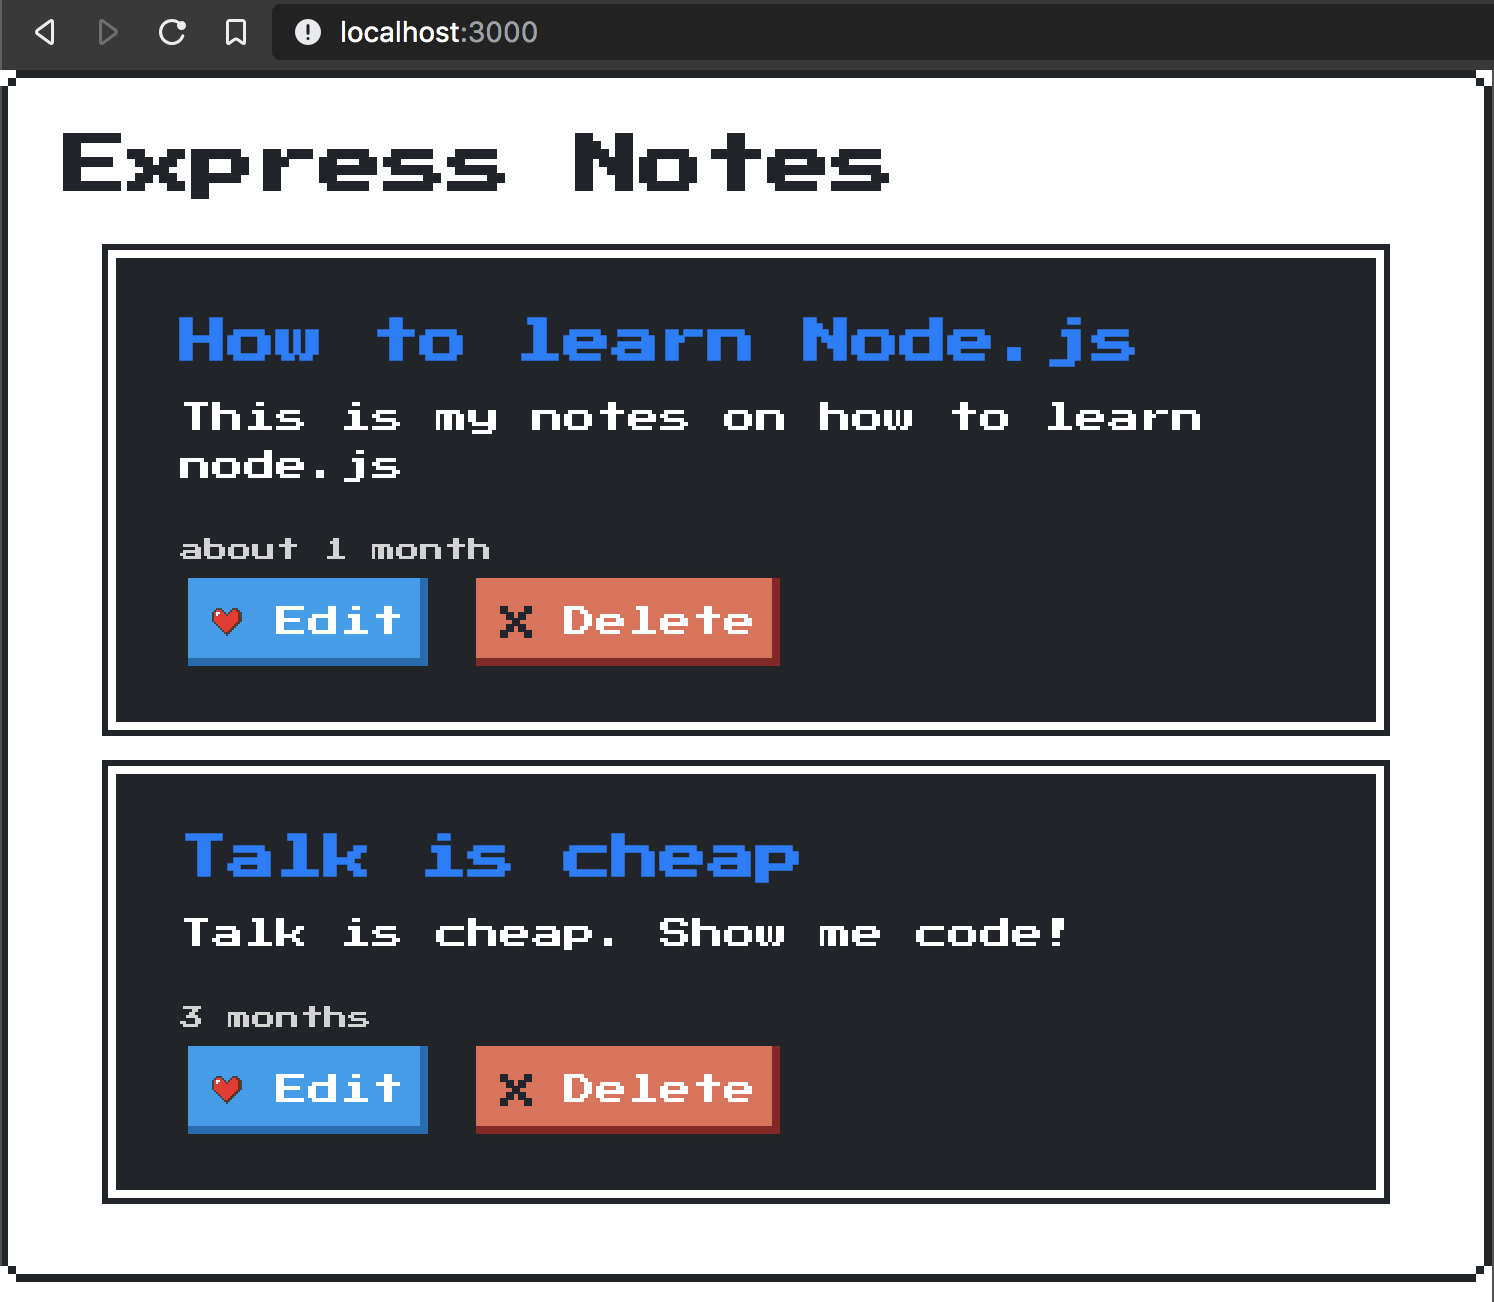 localhost:3000
Express Notes
How to learn Node.js
This is my notes on how to learn
node.js
about 1 month
Edit
Delete
Talk is cheap
Talk is cheap. Show me code!
3 months
Edit
Delete